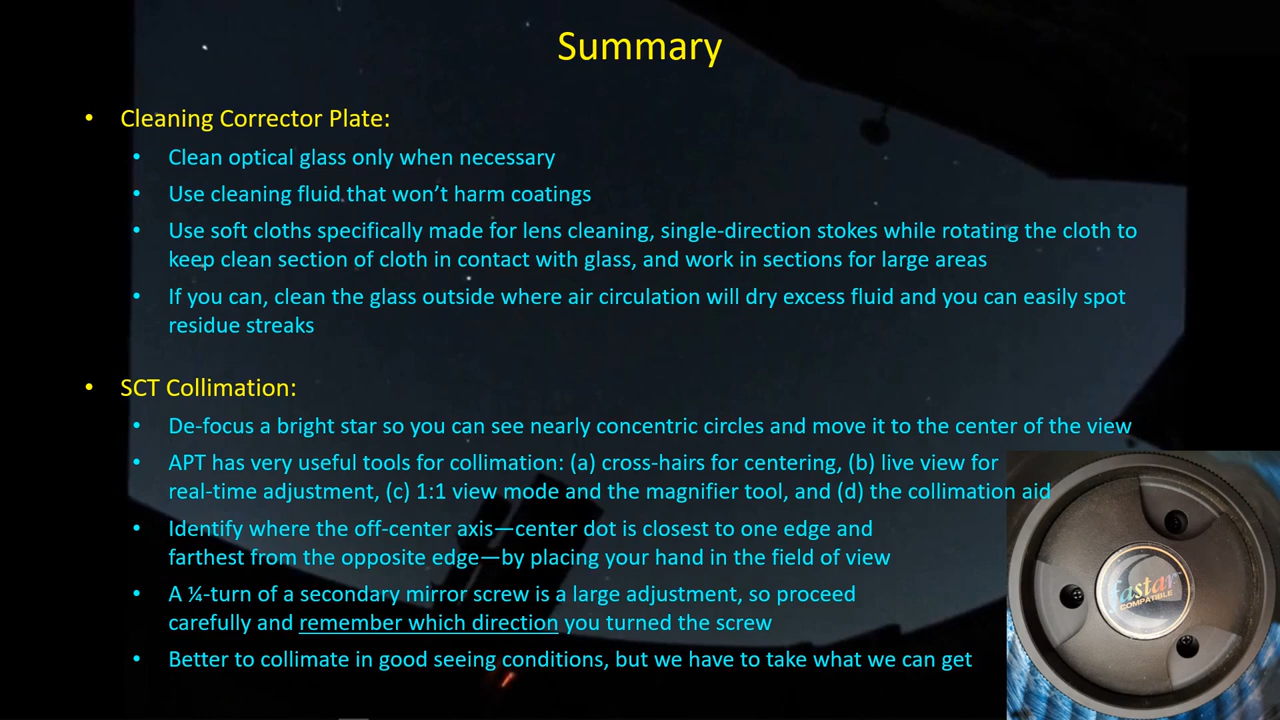 Summary
• Cleaning Corrector Plate:
• Clean optical glass only when necessary
• Use cleaning fluid that won’t harm coatings
• Use soft cloths specifically made for lens cleaning, single-direction stokes while rotating the cloth to
keep clean section of cloth in contact with glass, and work in sections for large areas
• If you can, clean the glass outside where air circulation will dry excess fluid and you can easily spot
residue streaks
• SCT Collimation:
• De-focus a bright star so you can see nearly concentric circles and move it to the center of the view
• APT has very useful tools for collimation: (a) cross-hairs for centering, (b) live view for
real-time adjustment, (c) 1:1 view mode and the magnifier tool, and (d) the collimation aid
• Identify where the off-center axis—center dot is closest to one edge and
farthest from the opposite edge—by placing your hand in the field of view
• A ¼-turn of a secondary mirror screw is a large adjustment, so proceed
carefully and remember which direction you turned the screw
• Better to collimate in good seeing conditions, but we have to take what we can get
fastar
COMPATIBLE